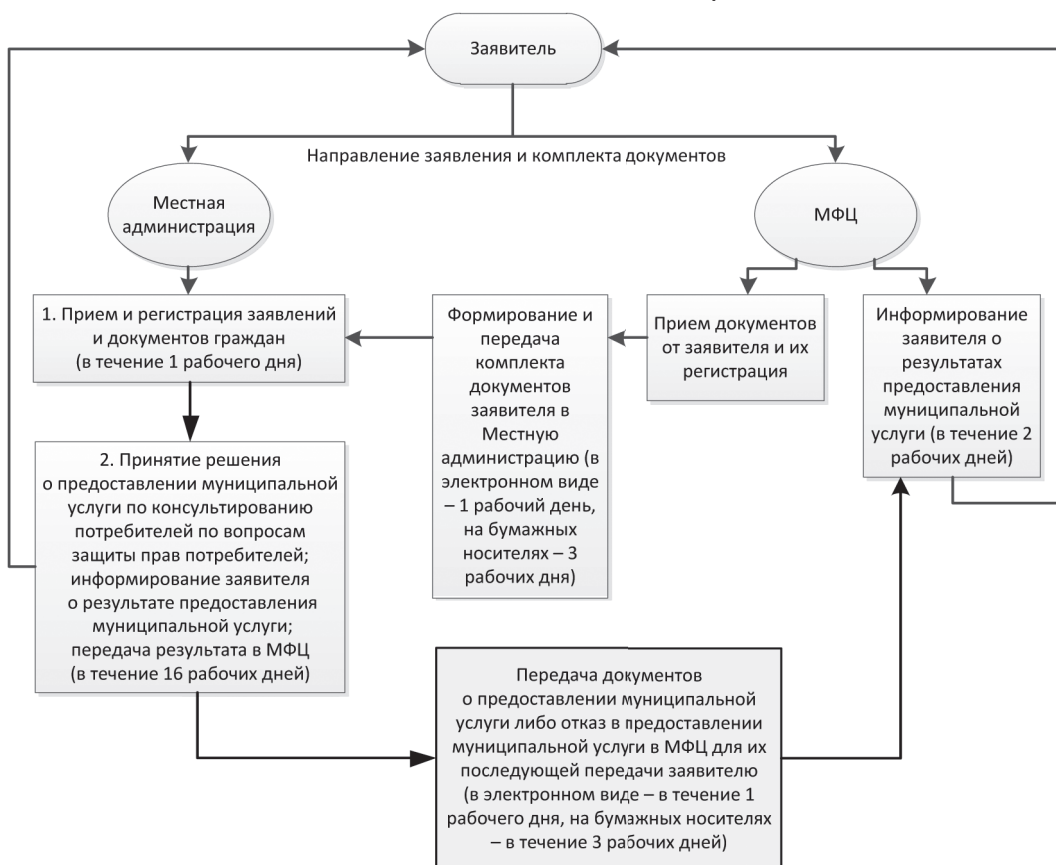 Заявитель
Направление заявления и комплекта документов
Местная
администрация
МФЦ
1. Прием и регистрация заявлений
и документов граждан
(в течение 1 рабочего дня)
Формирование и
передача
комплекта
документов
заявителя в
Местную
администрацию (в
электронном виде
– 1 рабочий день,
на бумажных
носителях – 3
рабочих дня)
Прием документов
от заявителя и их
регистрация
Информирование
заявителя о
результатах
предоставления
муниципальной
услуги (в течение 2
рабочих дней)
2. Принятие решения
о предоставлении муниципальной
услуги по консультированию
потребителей по вопросам
защиты прав потребителей;
информирование заявителя
о результате предоставления
муниципальной услуги;
передача результата в МФЦ
(в течение 16 рабочих дней)
Передача документов
о предоставлении муниципальной
услуги либо отказ в предоставлении
муниципальной услуги в МФЦ для их
последующей передачи заявителю
(в электронном виде – в течение 1
рабочего дня, на бумажных носителях
– в течение 3 рабочих дней)